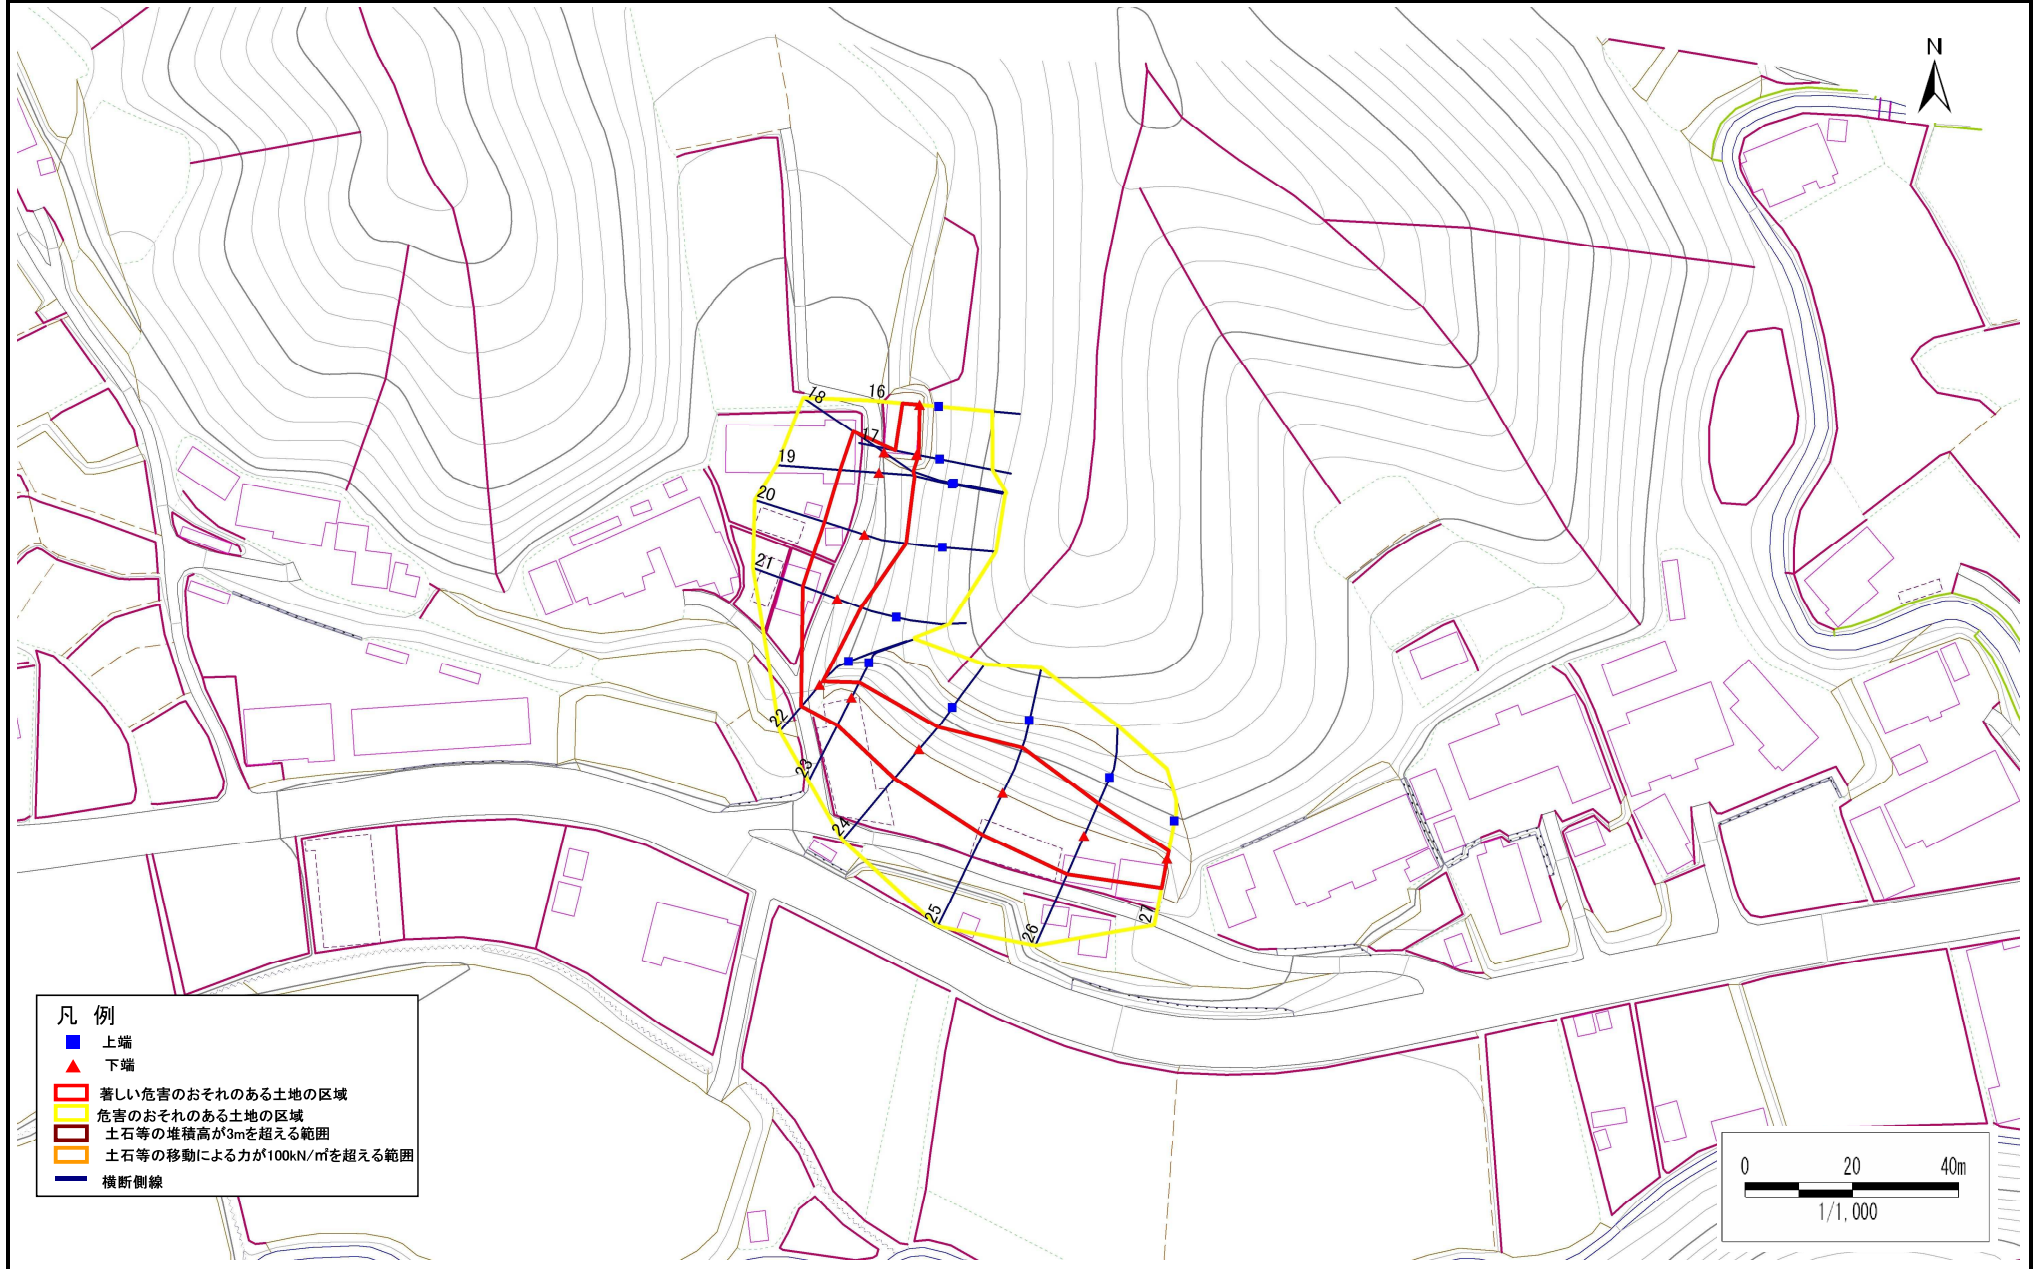 N
18
16
17
19
20
21
22
23
24
25
26
27
凡 例
上端
下端
著しい危害のおそれのある土地の区域
危害のおそれのある土地の区域
土石等の堆積高が3mを超える範囲
土石等の移動による力が100kN/㎡を超える範囲
横断側線
0 20 40m
1/1,000